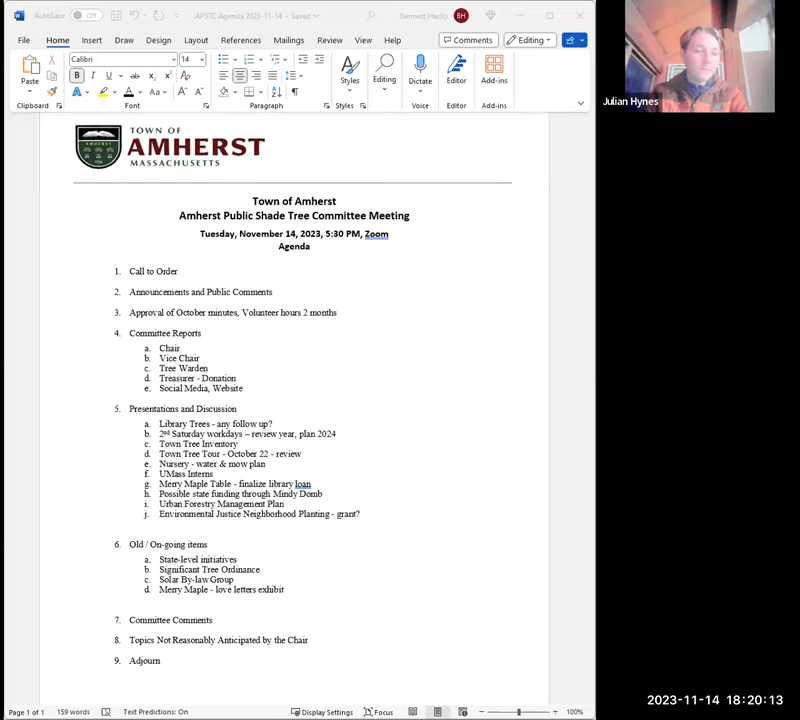 AutoSave Off APSTC Agenda 2023-11-14 • Saved Bennett Hazlip BH
File Home Insert Draw Design Layout References Mailings Review View Help Comments Editing
Calibri 14
Paste Styles Editing Dictate Editor Add-ins
Clipboard Font Paragraph Styles Voice Editor Add-ins
Julian Hynes
TOWN OF
AMHERST
MASSACHUSETTS
Town of Amherst
Amherst Public Shade Tree Committee Meeting
Tuesday, November 14, 2023, 5:30 PM, Zoom
Agenda
1. Call to Order
2. Announcements and Public Comments
3. Approval of October minutes, Volunteer hours 2 months
4. Committee Reports
a. Chair
b. Vice Chair
c. Tree Warden
d. Treasurer - Donation
e. Social Media, Website
5. Presentations and Discussion
a. Library Trees - any follow up?
b. 2nd Saturday workdays – review year, plan 2024
c. Town Tree Inventory
d. Town Tree Tour - October 22 - review
e. Nursery - water & mow plan
f. UMass Interns
g. Merry Maple Table - finalize library loan
h. Possible state funding through Mindy Domb
i. Urban Forestry Management Plan
j. Environmental Justice Neighborhood Planting - grant?
6. Old / On-going items
a. State-level initiatives
b. Significant Tree Ordinance
c. Solar By-law Group
d. Merry Maple - love letters exhibit
7. Committee Comments
8. Topics Not Reasonably Anticipated by the Chair
9. Adjourn
Page 1 of 1 159 words Text Predictions: On Display Settings Focus 100%
2023-11-14 18:20:13